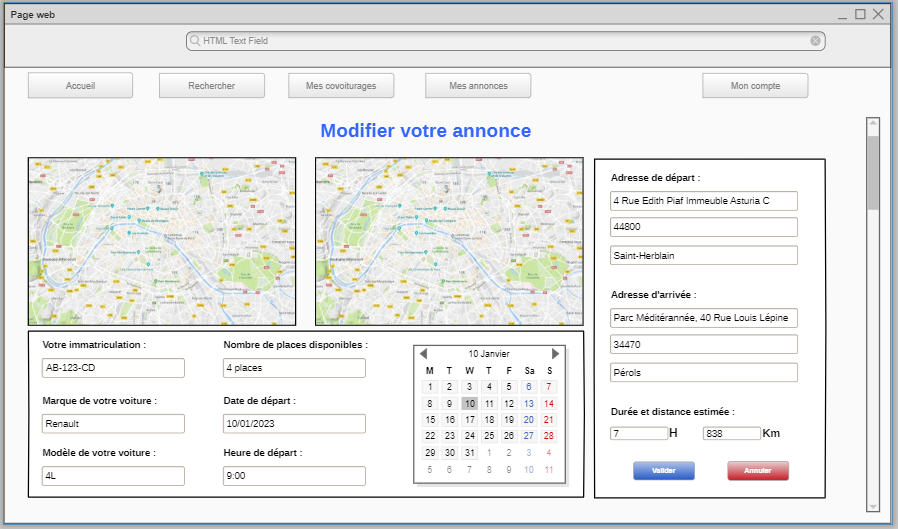 Page web
HTML Text Field
Accueil
Rechercher
Mes covoiturages
Mes annonces
Mon compte
Modifier votre annonce
Adresse de départ :
4 Rue Edith Piaf Immeuble Asturia C
44800
Saint-Herblain
Adresse d'arrivée :
Parc Méditérannée, 40 Rue Louis Lépine
34470
Pérols
Durée et distance estimée :
7 H 838 Km
Valider Annuler
Votre immatriculation :
AB-123-CD
Marque de votre voiture :
Renault
Modèle de votre voiture :
4L
Nombre de places disponibles :
4 places
Date de départ :
10/01/2023
Heure de départ :
9:00
10 Janvier
M T W T F Sa S
1 2 3 4 5 6 7
8 9 10 11 12 13 14
15 16 17 18 19 20 21
22 23 24 25 26 27 28
29 30 31 1 2 3 4
5 6 7 8 9 10 11